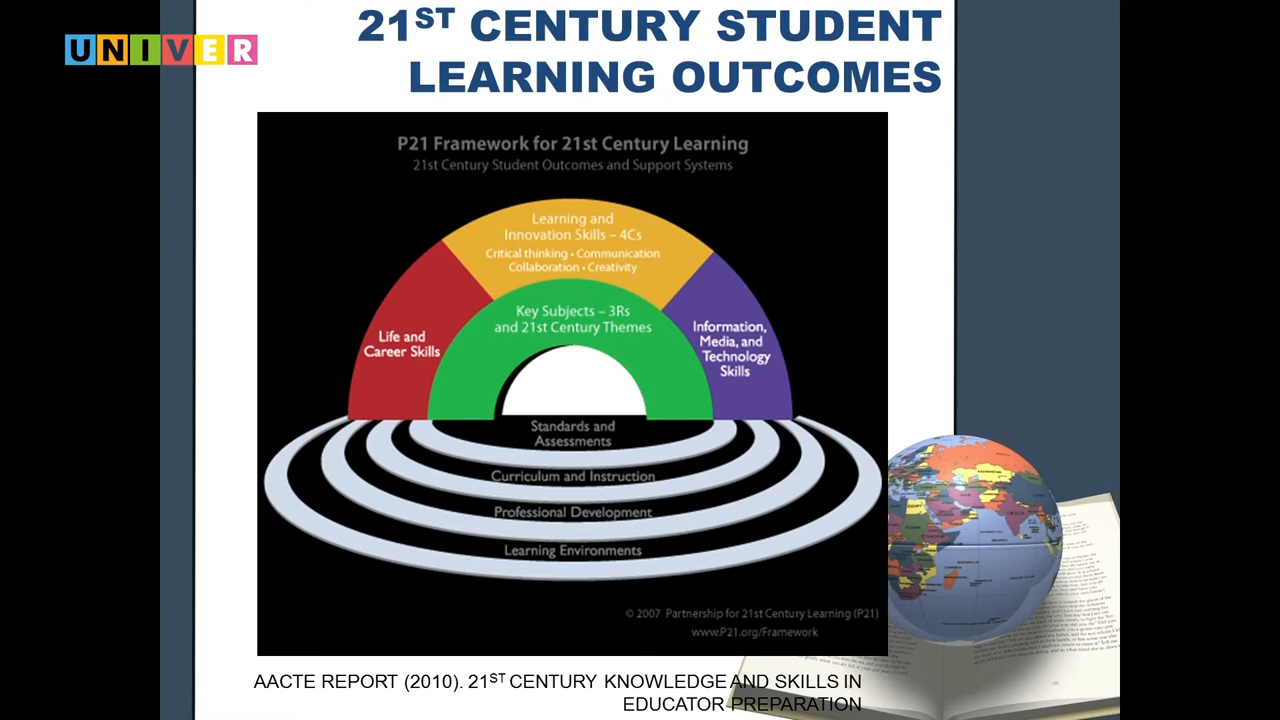 UNIVER
21ST CENTURY STUDENT
LEARNING OUTCOMES
P21 Framework for 21st Century Learning
21st Century Student Outcomes and Support Systems
Learning and
Innovation Skills – 4Cs
Critical thinking • Communication
Collaboration • Creativity
Key Subjects – 3Rs
and 21st Century Themes
Life and
Career Skills
Information,
Media, and
Technology
Skills
Standards and
Assessments
Curriculum and Instruction
Professional Development
Learning Environments
© 2007 Partnership for 21st Century Learning (P21)
www.P21.org/Framework
INDIA
AACTE REPORT (2010). 21ST CENTURY KNOWLEDGE AND SKILLS IN
EDUCATOR PREPARATION